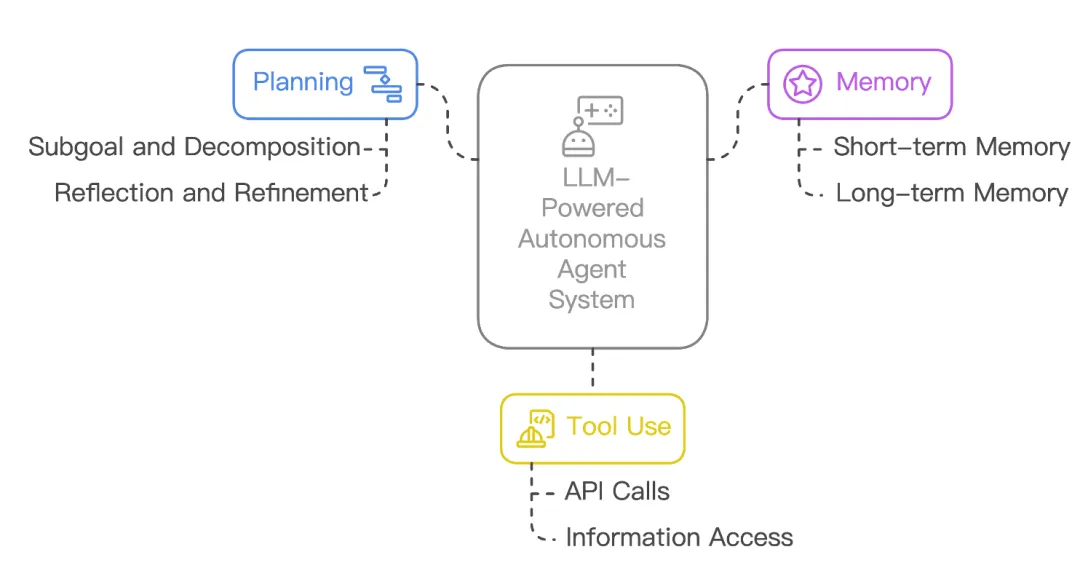 Planning
Subgoal and Decomposition
Reflection and Refinement
LLM-
Powered
Autonomous
Agent
System
Memory
Short-term Memory
Long-term Memory
Tool Use
API Calls
Information Access